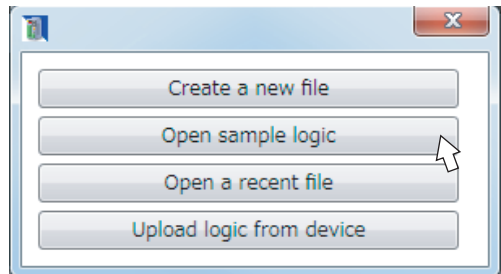 Create a new file
Open sample logic
Open a recent file
Upload logic from device